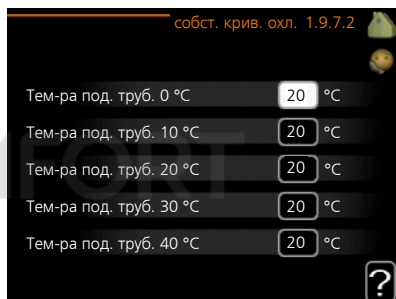 собст. крив. охл. 1.9.7.2
Тем-ра под. труб. 0 °C 20 °C
Тем-ра под. труб. 10 °C 20 °C
Тем-ра под. труб. 20 °C 20 °C
Тем-ра под. труб. 30 °C 20 °C
Тем-ра под. труб. 40 °C 20 °C
?